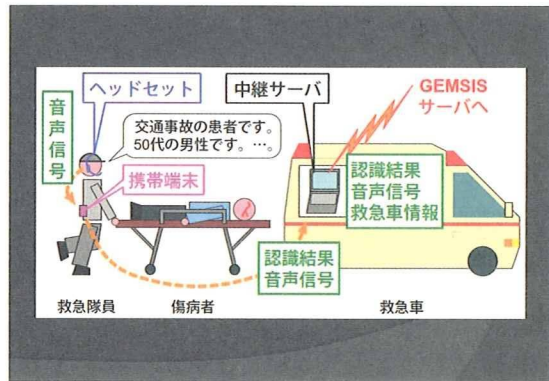 ヘッドセット
中継サーバ
GEMSIS
サーバへ
音声信号
交通事故の患者です。
50代の男性です。…。
携帯端末
認識結果
音声信号
救急車情報
認識結果
音声信号
救急隊員
傷病者
救急車